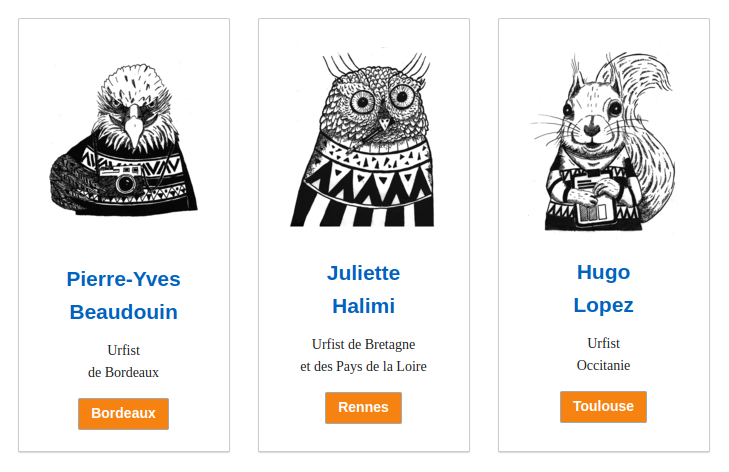 Pierre-Yves
Beaudouin
Urfist
de Bordeaux
Bordeaux
Juliette
Halimi
Urfist de Bretagne
et des Pays de la Loire
Rennes
Hugo
Lopez
Urfist
Occitanie
Toulouse